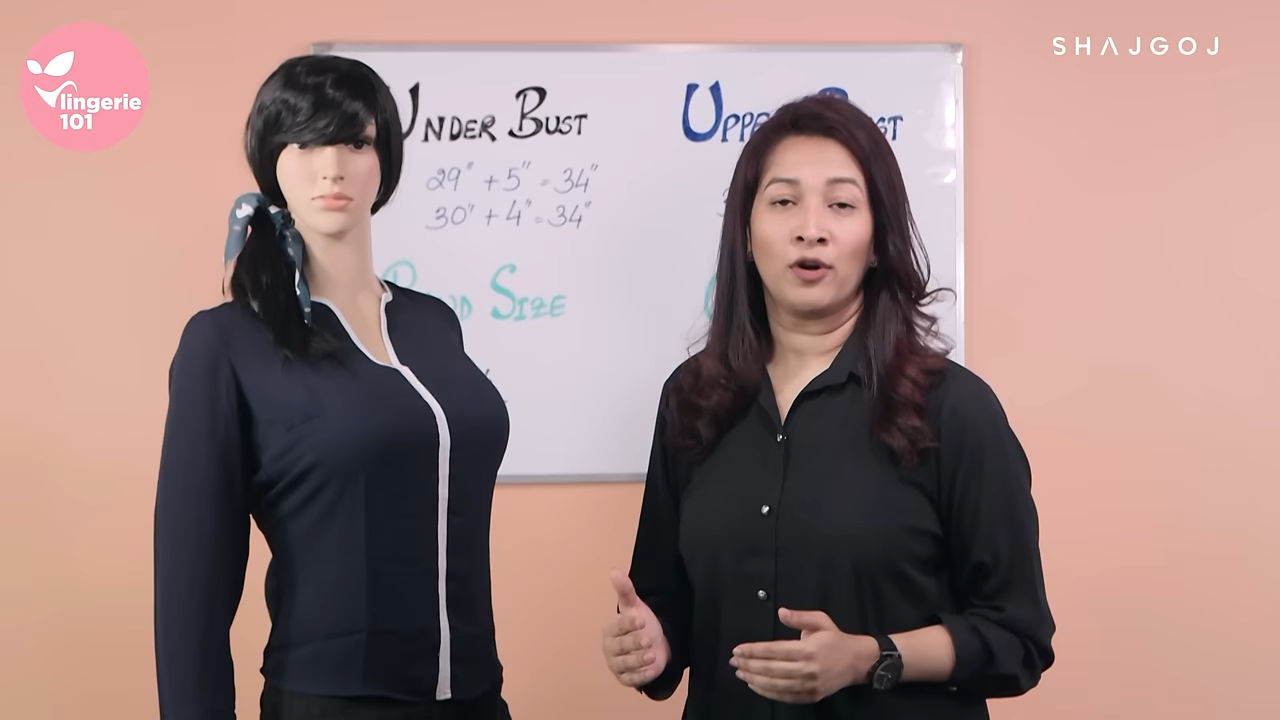 lingerie
101
SHAJGOJ
UNDER BUST
29" + 5" = 34"
30" + 4" = 34"
SIZE